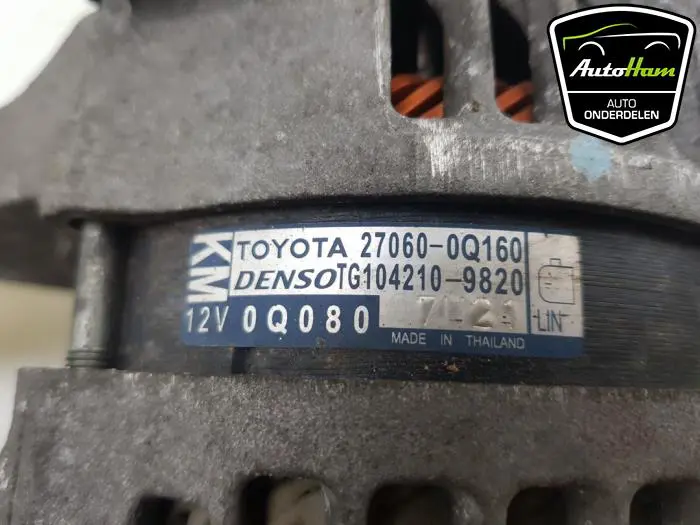 AutoHam
AUTO
ONDERDELEN
KM
TOYOTA 27060-0Q160
DENSO TG104210-9820
12V 0Q080
LIN
MADE IN THAILAND